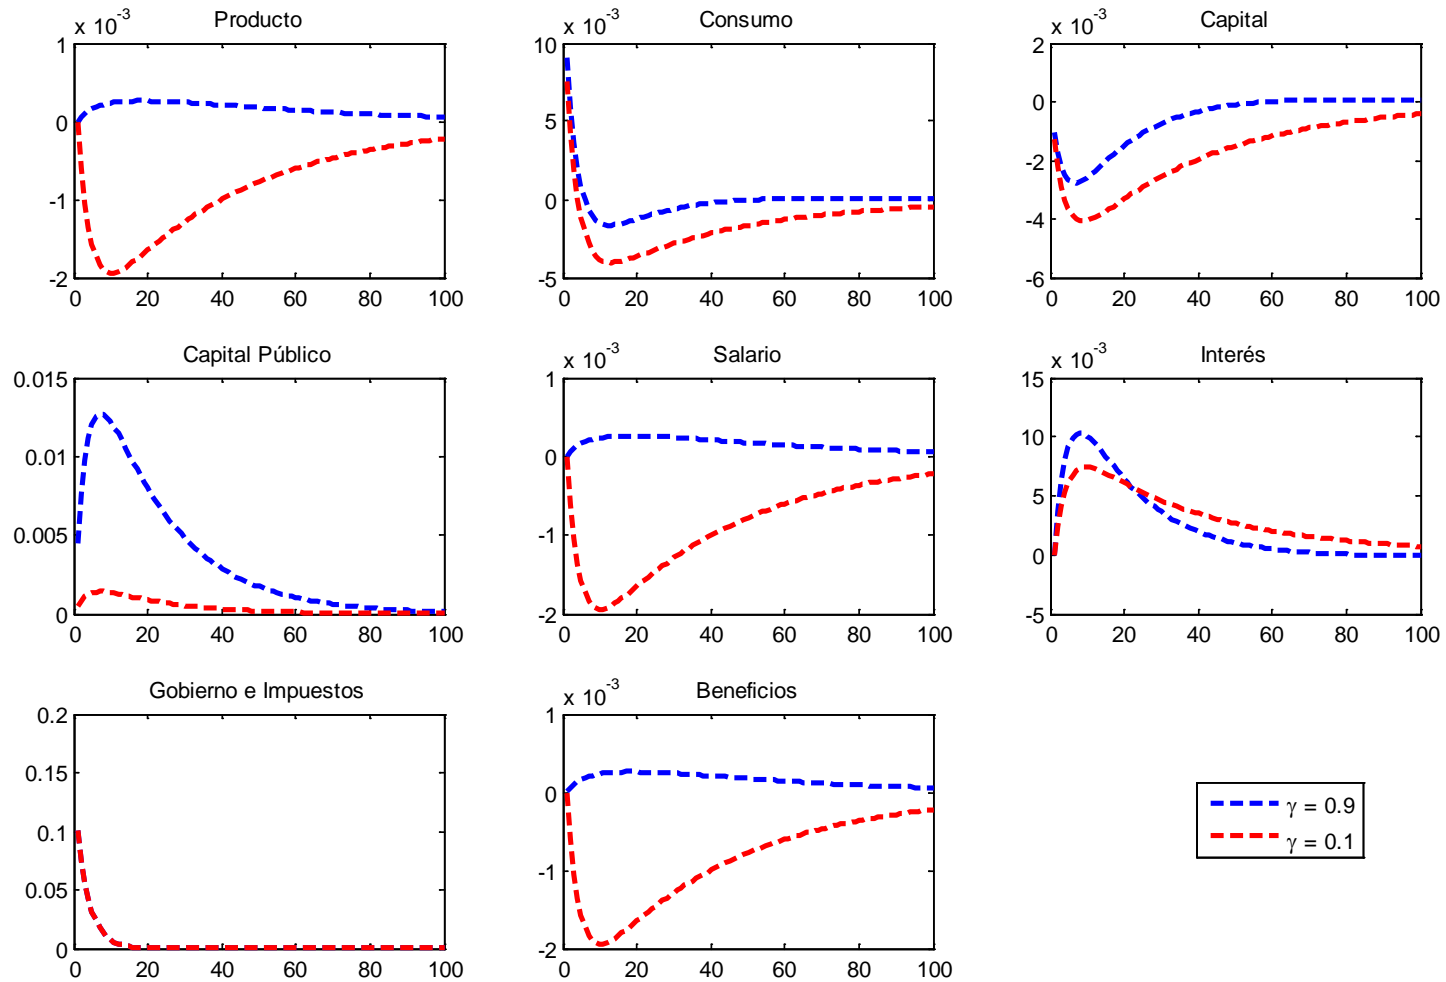 Producto
x 10^-3
1
0
-1
-2
0 20 40 60 80 100
Consumo
x 10^-3
10
5
0
-5
0 20 40 60 80 100
Capital
x 10^-3
2
0
-2
-4
-6
0 20 40 60 80 100
Capital Público
0.015
0.01
0.005
0
0 20 40 60 80 100
Salario
x 10^-3
1
0
-1
-2
0 20 40 60 80 100
Interés
x 10^-3
15
10
5
0
-5
0 20 40 60 80 100
Gobierno e Impuestos
0.2
0.15
0.1
0.05
0
0 20 40 60 80 100
Beneficios
x 10^-3
1
0
-1
-2
0 20 40 60 80 100
γ = 0.9
γ = 0.1